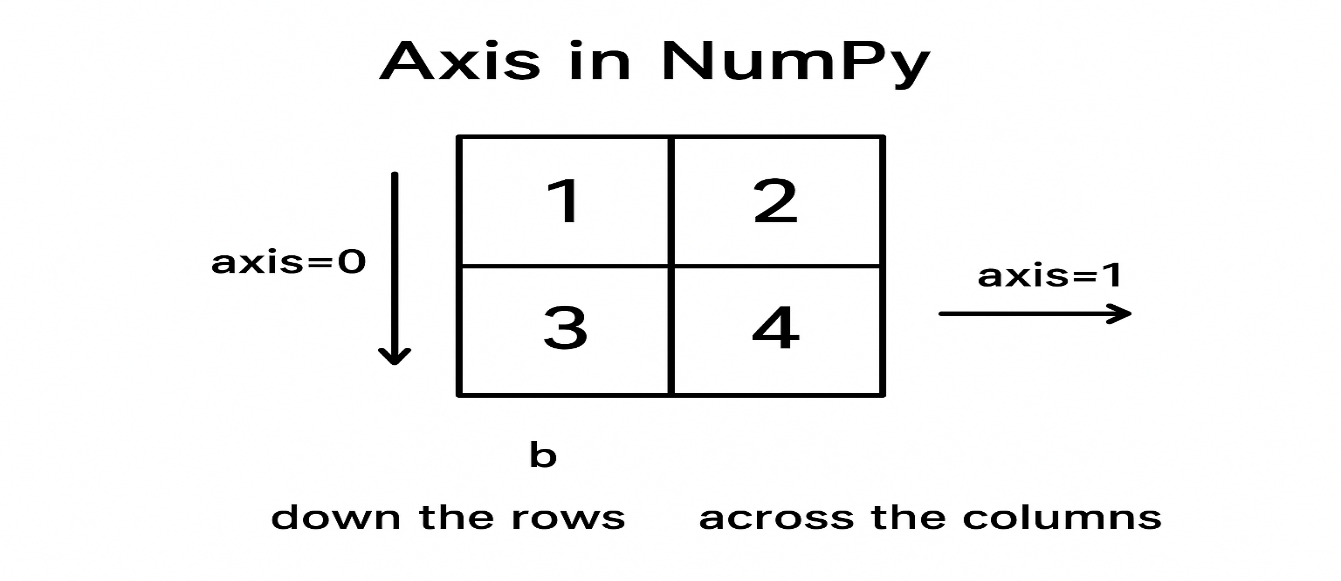 Axis in NumPy
1 2
axis=0
axis=1
3 4
b
down the rows across the columns